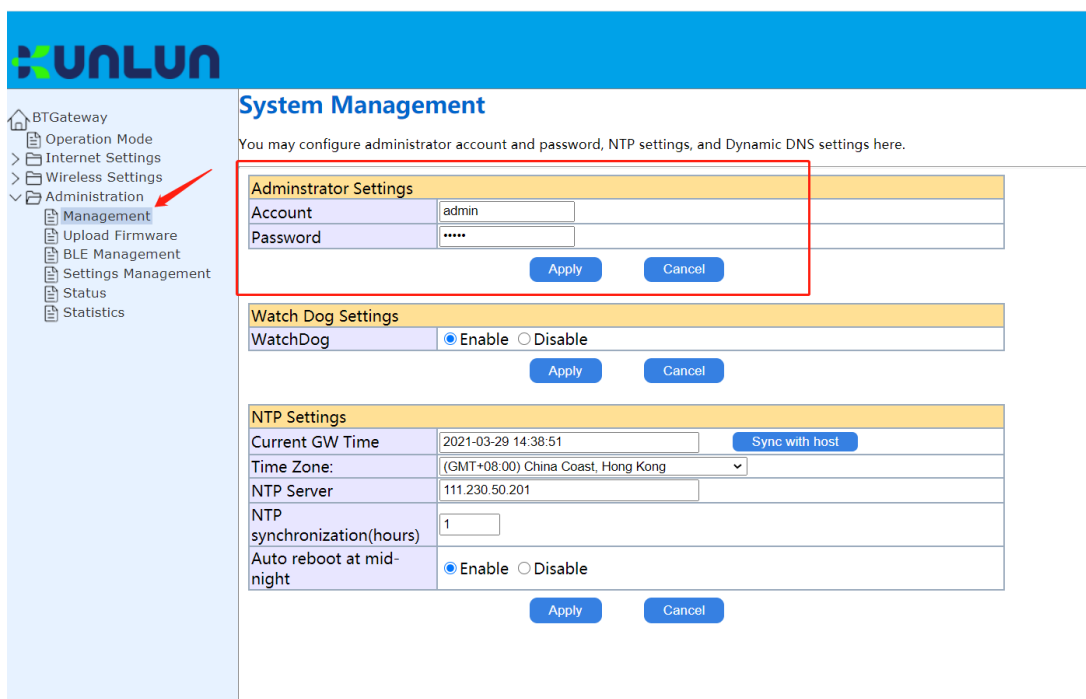 KUNLUN
BTGateway
Operation Mode
Internet Settings
Wireless Settings
Administration
Management
Upload Firmware
BLE Management
Settings Management
Status
Statistics
System Management
You may configure administrator account and password, NTP settings, and Dynamic DNS settings here.
Adminstrator Settings
Account admin
Password •••••
Apply Cancel
Watch Dog Settings
WatchDog Enable Disable
Apply Cancel
NTP Settings
Current GW Time 2021-03-29 14:38:51 Sync with host
Time Zone: (GMT+08:00) China Coast, Hong Kong
NTP Server 111.230.50.201
NTP
synchronization(hours) 1
Auto reboot at mid-
night Enable Disable
Apply Cancel